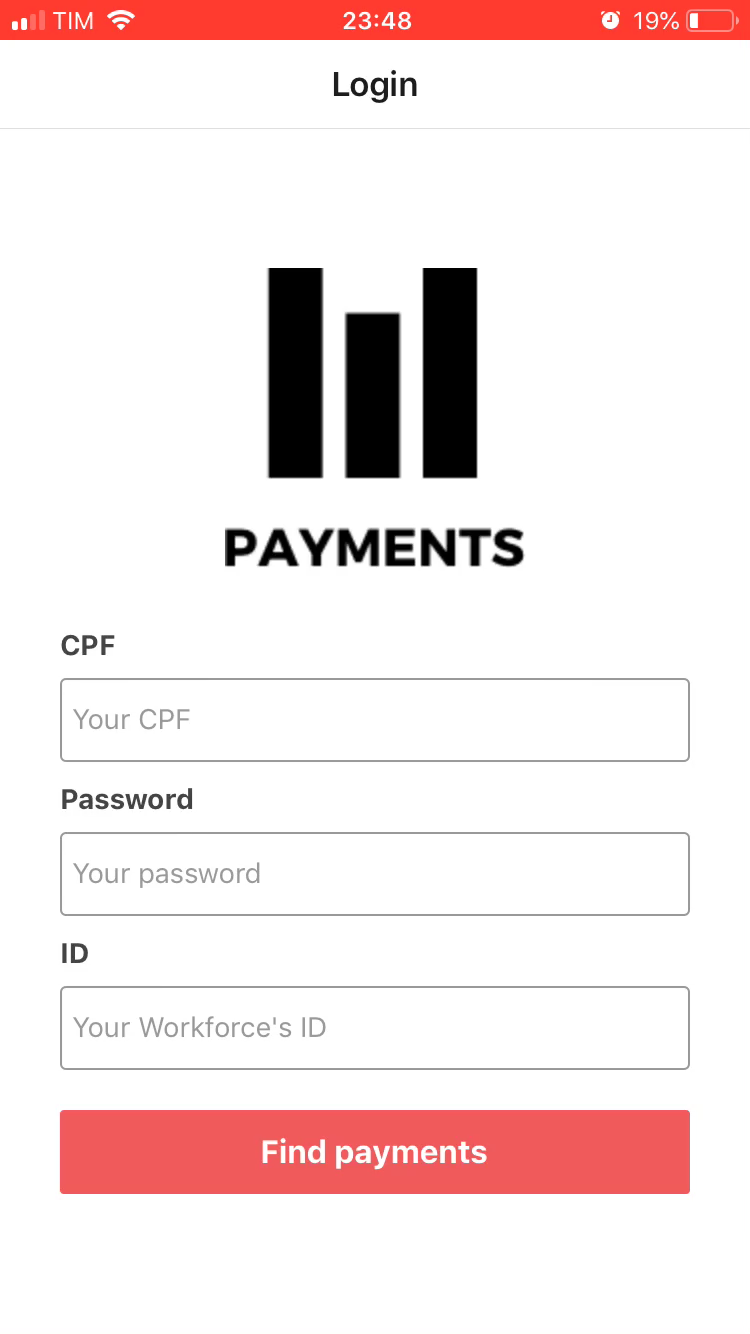 TIM 23:48 19%
Login
PAYMENTS
CPF
Your CPF
Password
Your password
ID
Your Workforce's ID
Find payments